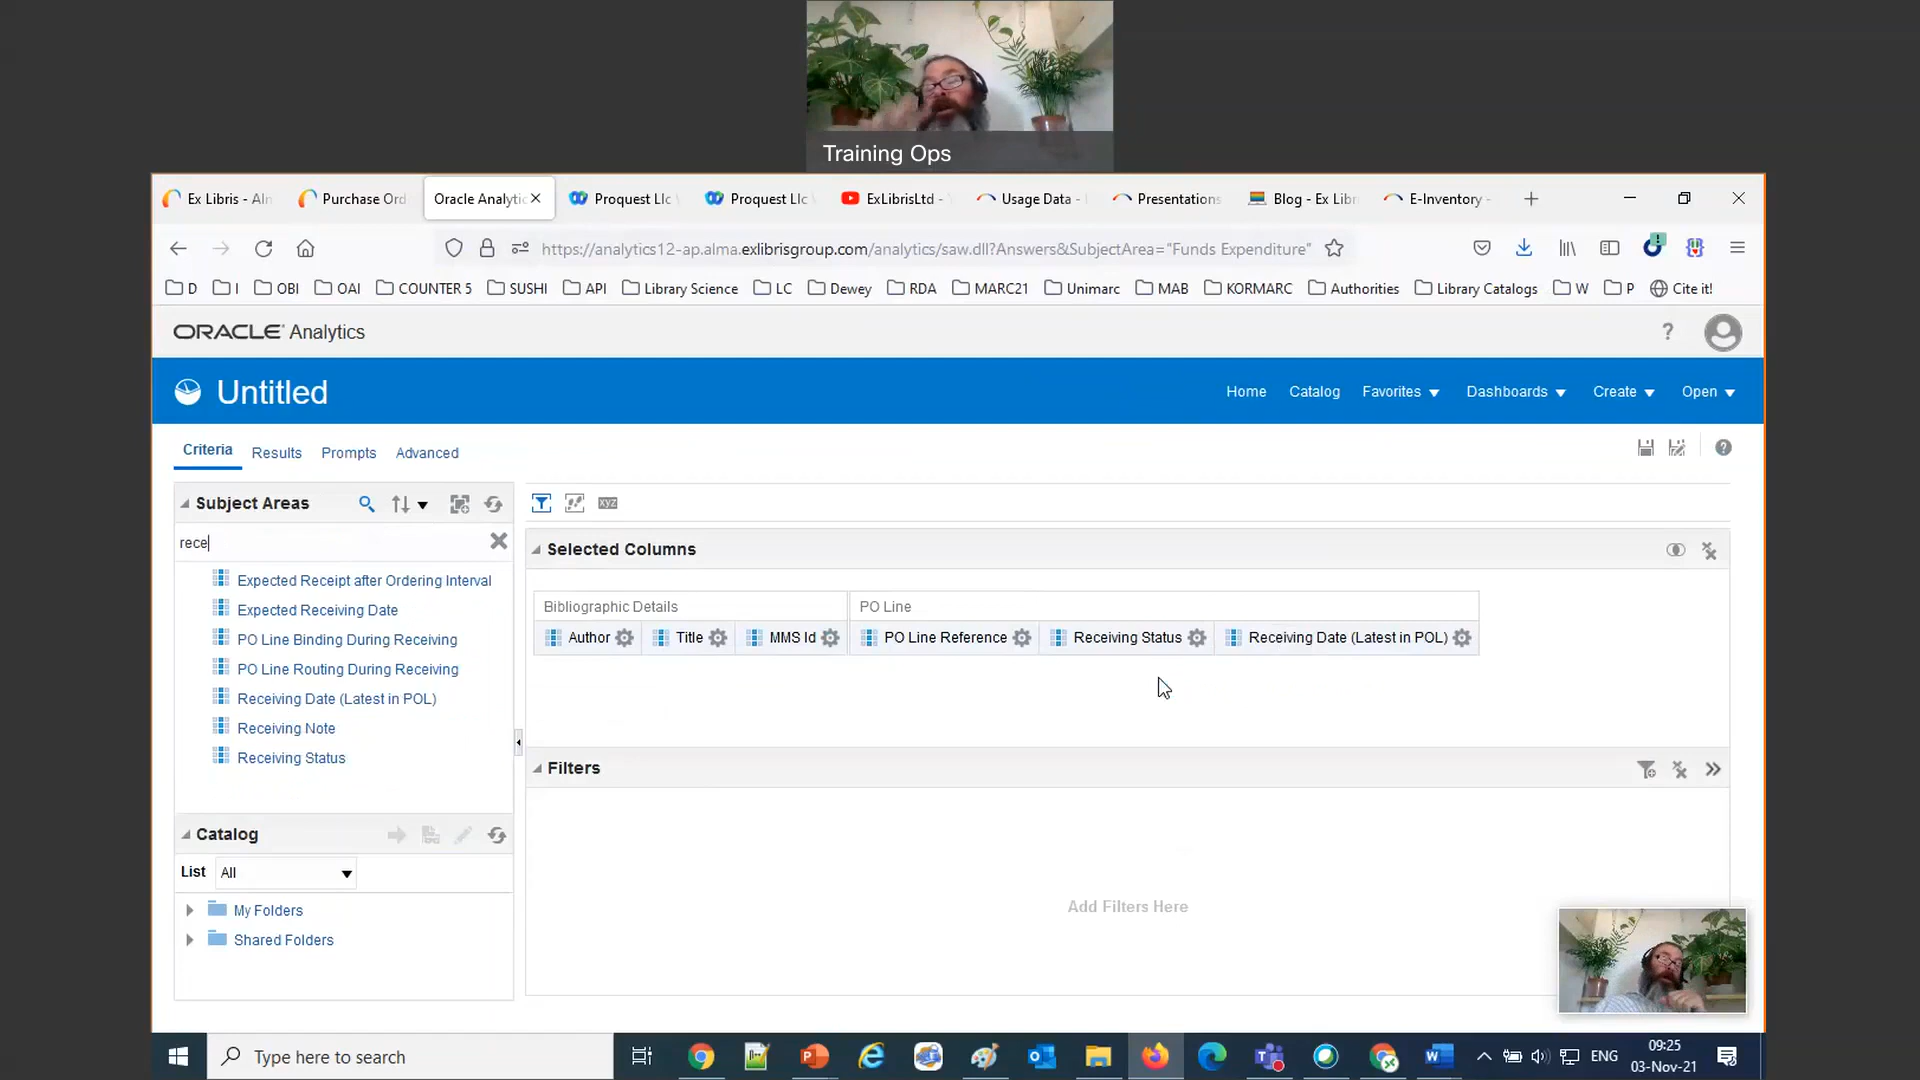 Training Ops
Ex Libris - Alm
Purchase Ord
Oracle Analytic
Proquest Llc
Proquest Llc
ExLibrisLtd -
Usage Data -
Presentations
Blog - Ex Libr
E-Inventory -
https://analytics12-ap.alma.exlibrisgroup.com/analytics/saw.dll?Answers&SubjectArea="Funds Expenditure"
D I OBI OAI COUNTER 5 SUSHI API Library Science LC Dewey RDA MARC21 Unimarc MAB KORMARC Authorities Library Catalogs W P Cite it!
ORACLE Analytics
?
Untitled
Home Catalog Favorites Dashboards Create Open
Criteria Results Prompts Advanced
Subject Areas
xyz
rece
Selected Columns
Expected Receipt after Ordering Interval
Expected Receiving Date
PO Line Binding During Receiving
PO Line Routing During Receiving
Receiving Date (Latest in POL)
Receiving Note
Receiving Status
Bibliographic Details PO Line
Author Title MMS Id PO Line Reference Receiving Status Receiving Date (Latest in POL)
Filters
Add Filters Here
Catalog
List All
My Folders
Shared Folders
Type here to search
ENG
09:25
03-Nov-21